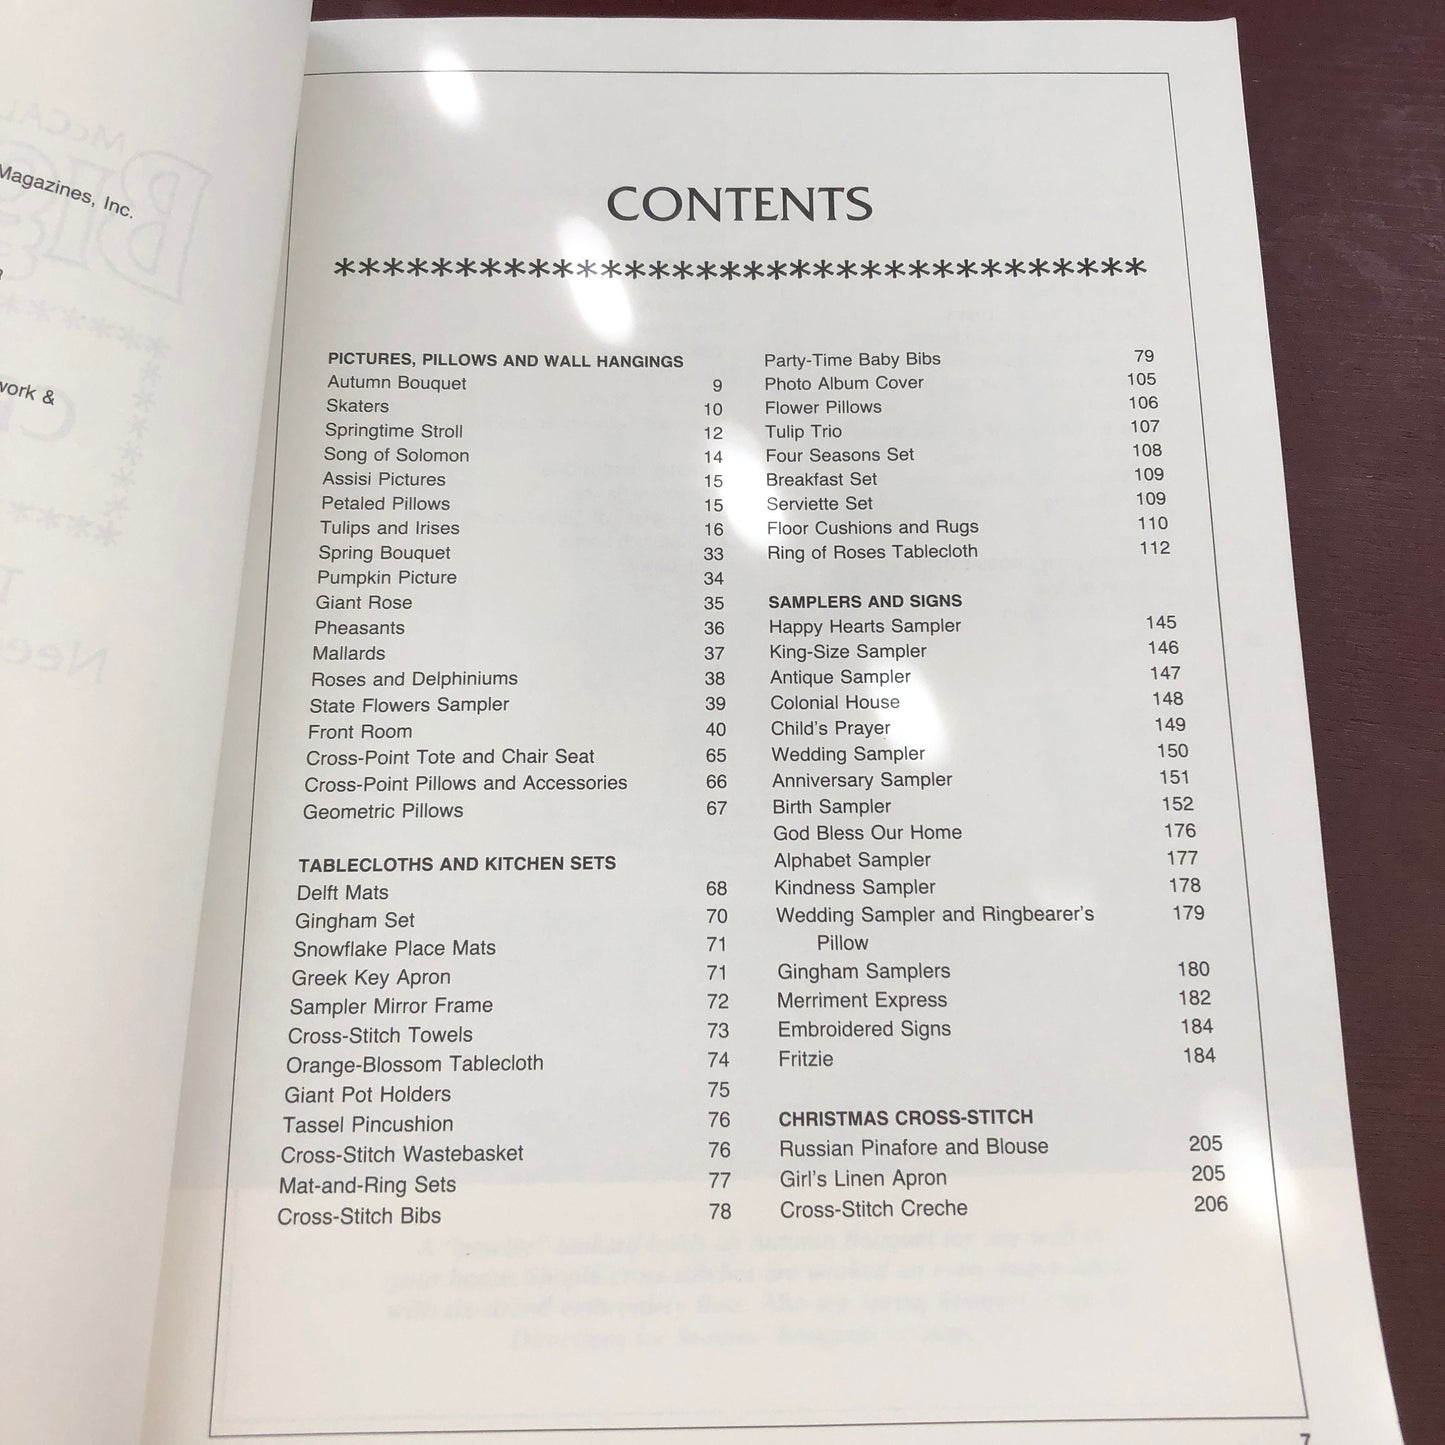 Magazines, Inc.
work &
CONTENTS
**********************************
PICTURES, PILLOWS AND WALL HANGINGS
Autumn Bouquet 9
Skaters 10
Springtime Stroll 12
Song of Solomon 14
Assisi Pictures 15
Petaled Pillows 15
Tulips and Irises 16
Spring Bouquet 33
Pumpkin Picture 34
Giant Rose 35
Pheasants 36
Mallards 37
Roses and Delphiniums 38
State Flowers Sampler 39
Front Room 40
Cross-Point Tote and Chair Seat 65
Cross-Point Pillows and Accessories 66
Geometric Pillows 67
TABLECLOTHS AND KITCHEN SETS
Delft Mats 68
Gingham Set 70
Snowflake Place Mats 71
Greek Key Apron 71
Sampler Mirror Frame 72
Cross-Stitch Towels 73
Orange-Blossom Tablecloth 74
Giant Pot Holders 75
Tassel Pincushion 76
Cross-Stitch Wastebasket 76
Mat-and-Ring Sets 77
Cross-Stitch Bibs 78
Party-Time Baby Bibs 79
Photo Album Cover 105
Flower Pillows 106
Tulip Trio 107
Four Seasons Set 108
Breakfast Set 109
Serviette Set 109
Floor Cushions and Rugs 110
Ring of Roses Tablecloth 112
SAMPLERS AND SIGNS
Happy Hearts Sampler 145
King-Size Sampler 146
Antique Sampler 147
Colonial House 148
Child's Prayer 149
Wedding Sampler 150
Anniversary Sampler 151
Birth Sampler 152
God Bless Our Home 176
Alphabet Sampler 177
Kindness Sampler 178
Wedding Sampler and Ringbearer's 179
Pillow
Gingham Samplers 180
Merriment Express 182
Embroidered Signs 184
Fritzie 184
CHRISTMAS CROSS-STITCH
Russian Pinafore and Blouse 205
Girl's Linen Apron 205
Cross-Stitch Creche 206
7